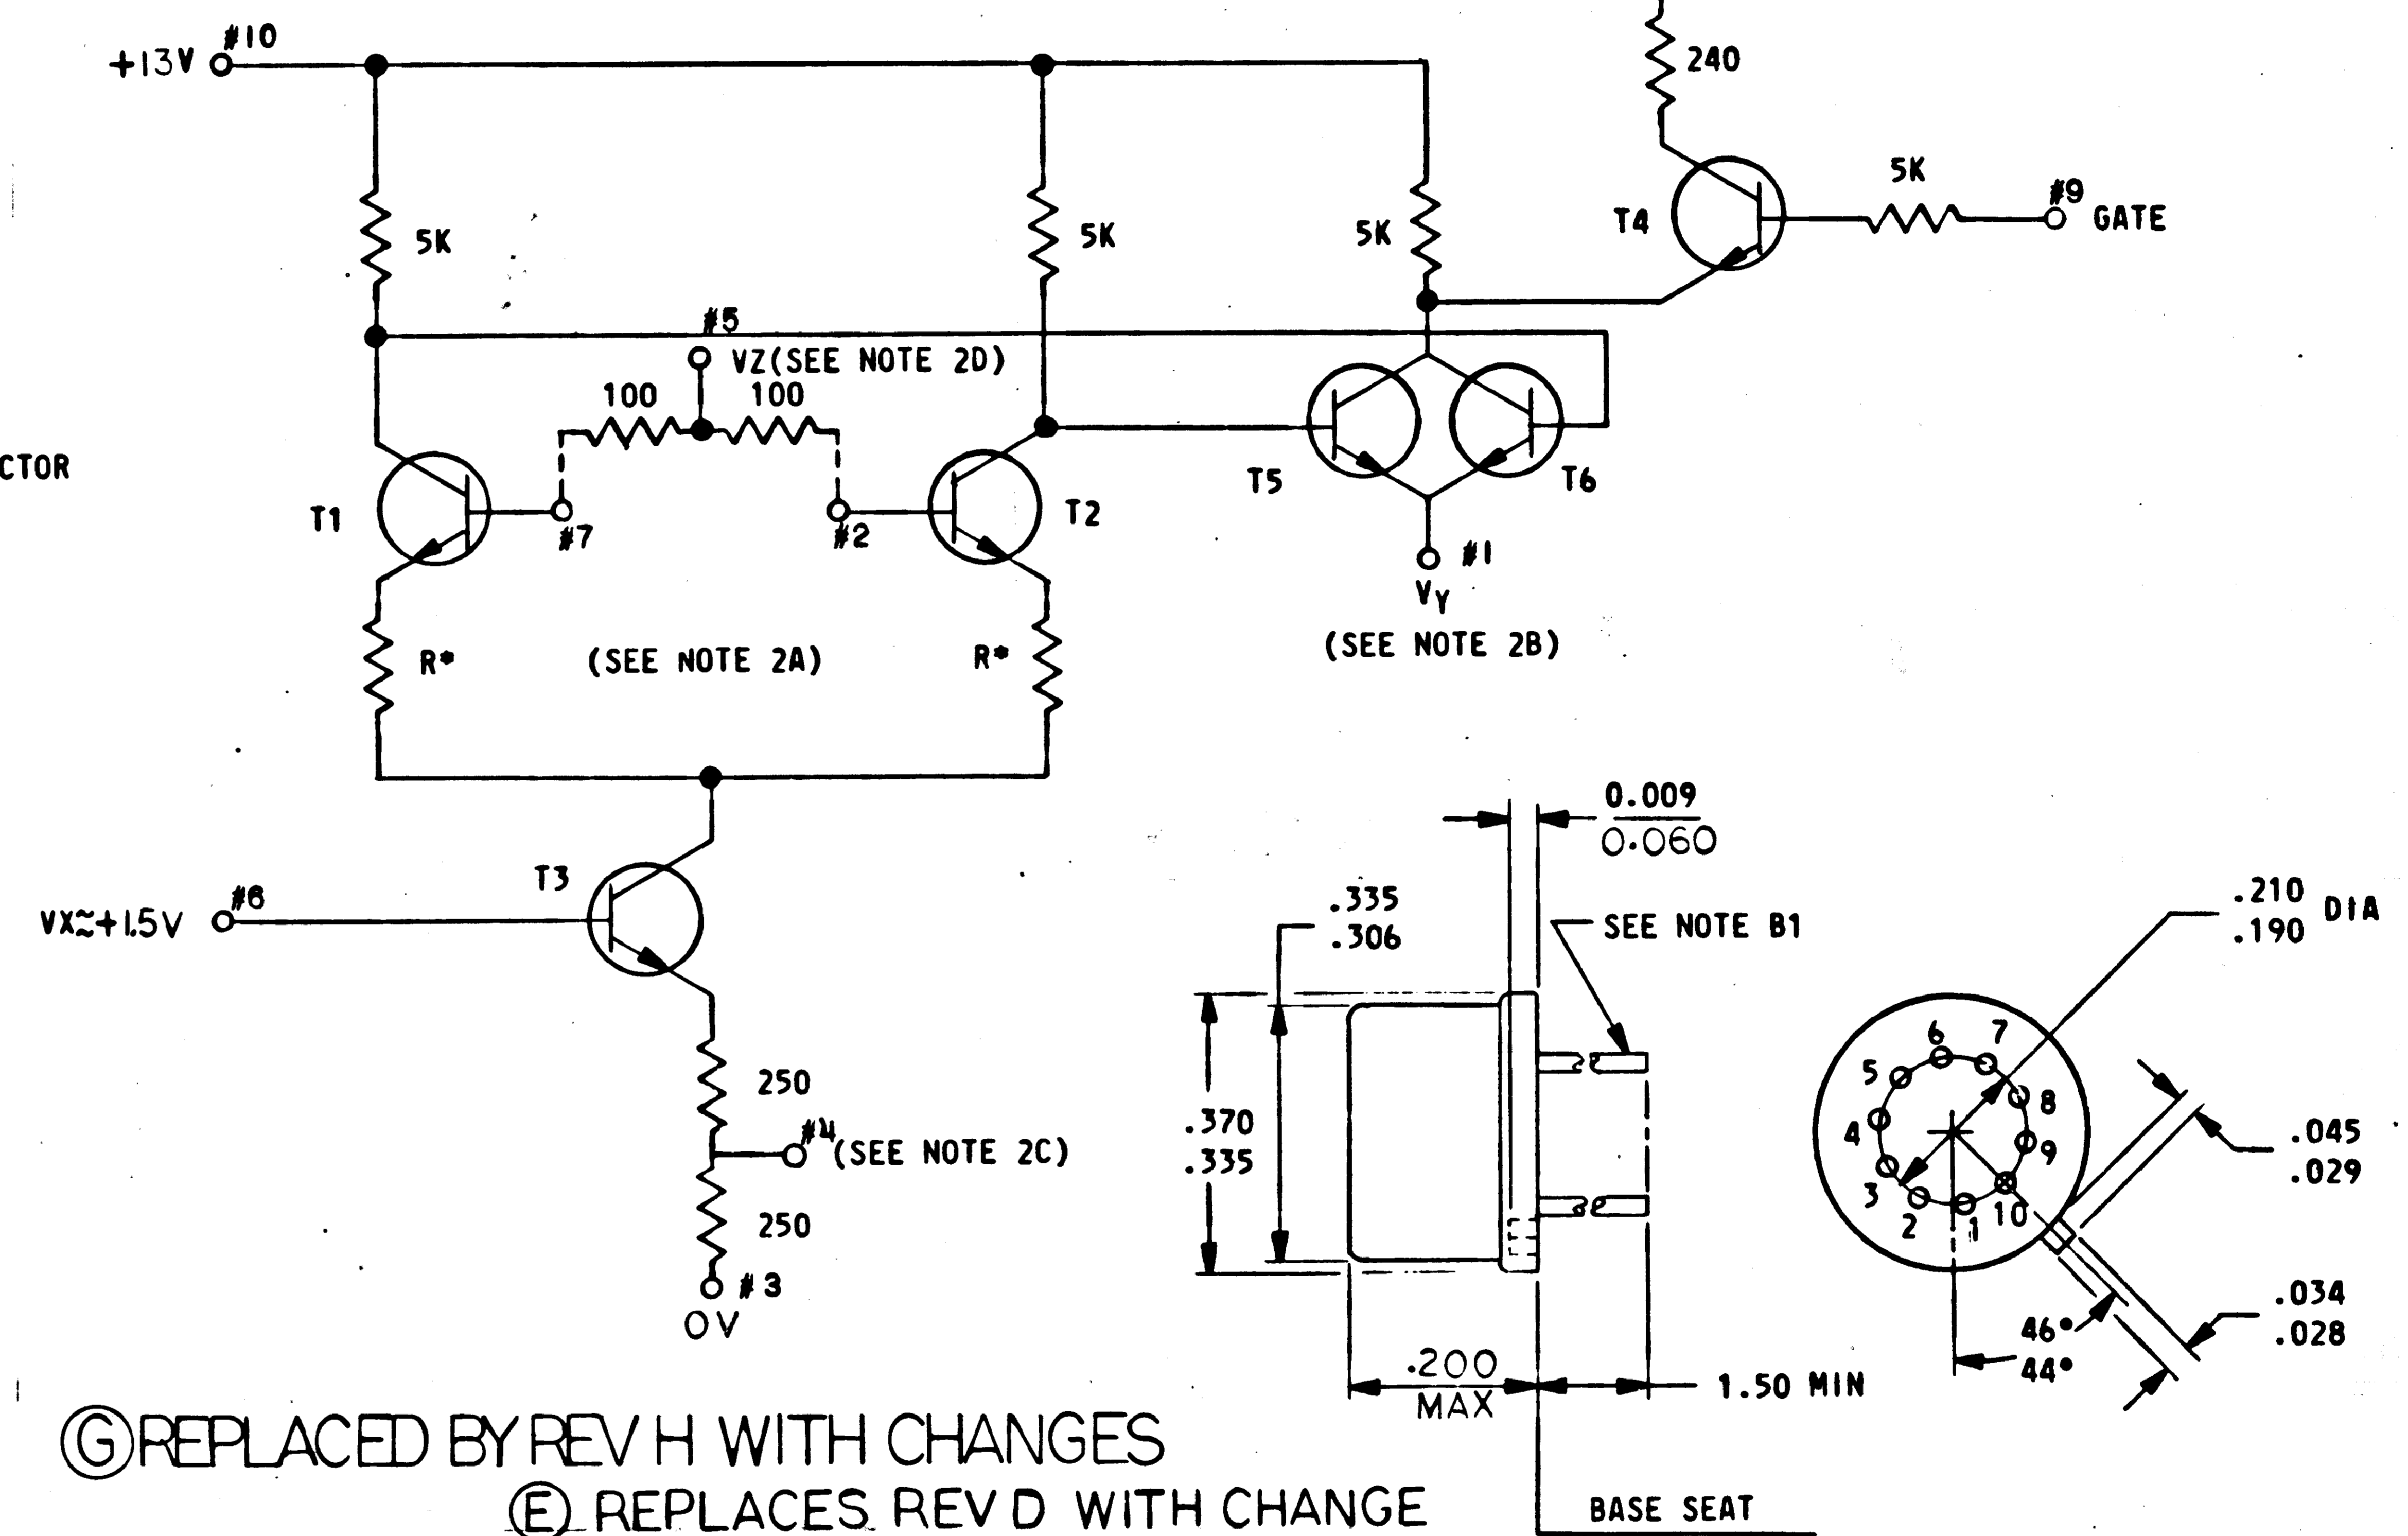 #10
+13V
240
5K
#9
GATE
T4
5K
5K
5K
#5
VZ(SEE NOTE 2D)
100
100
CTOR
T1
#7
#2
T2
T5
T6
#1
VY
(SEE NOTE 2B)
R*
(SEE NOTE 2A)
R*
T3
#6
VX≈+1.5V
250
#4
(SEE NOTE 2C)
250
#3
0V
0.009
0.060
.335
.306
SEE NOTE B1
.210
.190
DIA
.370
.335
6
7
5
8
4
9
3
2
1
10
.045
.029
.034
.028
46°
44°
.200
MAX
1.50 MIN
G REPLACED BY REV H WITH CHANGES
E REPLACES REV D WITH CHANGE
BASE SEAT